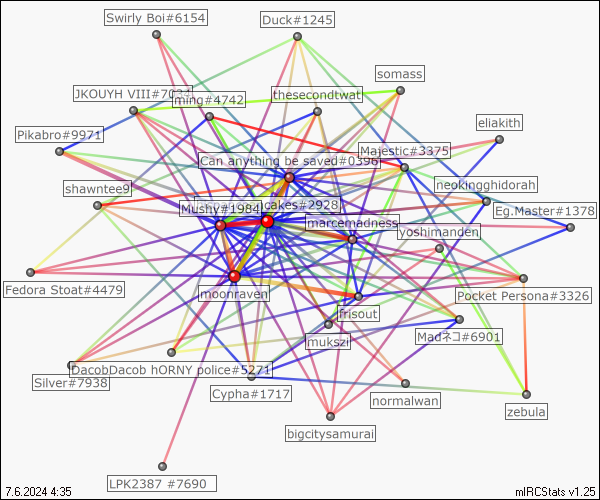 Swirly Boi#6154
Duck#1245
somass
JKOUYH VIII#7034
ming#4742
thesecondtwat
eliakith
Pikabro#9971
Majestic#3375
Can anything be saved#0396
shawntee9
neokingghidorah
Mushy#1984
cakes#2928
Eg.Master#1378
marcemadness
yoshimanden
Fedora Stoat#4479
moonraven
Pocket Persona#3326
frisout
mukszi
Madネコ#6901
DacobDacob hORNY police#5271
Silver#7938
Cypha#1717
normalwan
zebula
bigcitysamurai
LPK2387 #7690
7.6.2024 4:35
mIRCStats v1.25